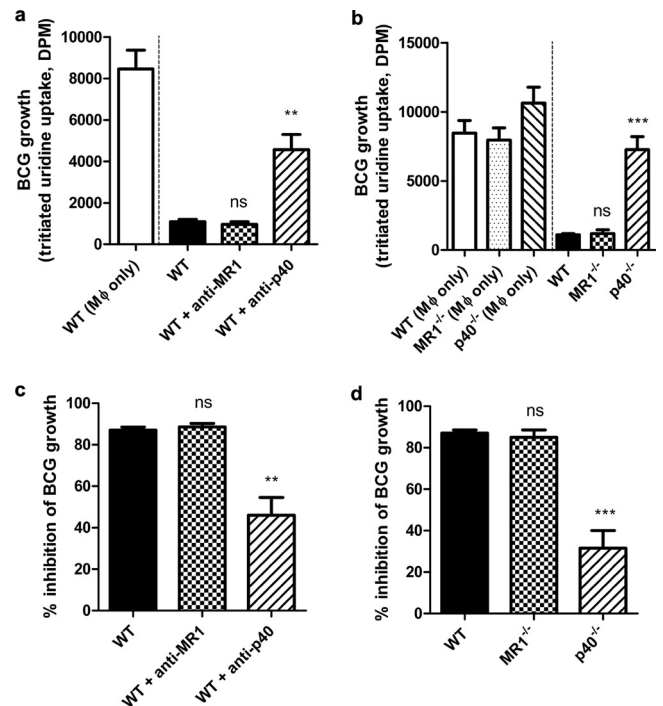 a
BCG growth
(tritiated uridine uptake, DPM)
10000
8000
6000
4000
2000
0
**
ns
WT (Mϕ only)
WT
WT + anti-MR1
WT + anti-p40
b
BCG growth
(tritiated uridine uptake, DPM)
15000
10000
5000
0
***
ns
WT (Mϕ only)
MR1⁻/⁻ (Mϕ only)
p40⁻/⁻ (Mϕ only)
WT
MR1⁻/⁻
p40⁻/⁻
c
% inhibition of BCG growth
100
80
60
40
20
0
ns
**
WT
WT + anti-MR1
WT + anti-p40
d
% inhibition of BCG growth
100
80
60
40
20
0
ns
***
WT
MR1⁻/⁻
p40⁻/⁻